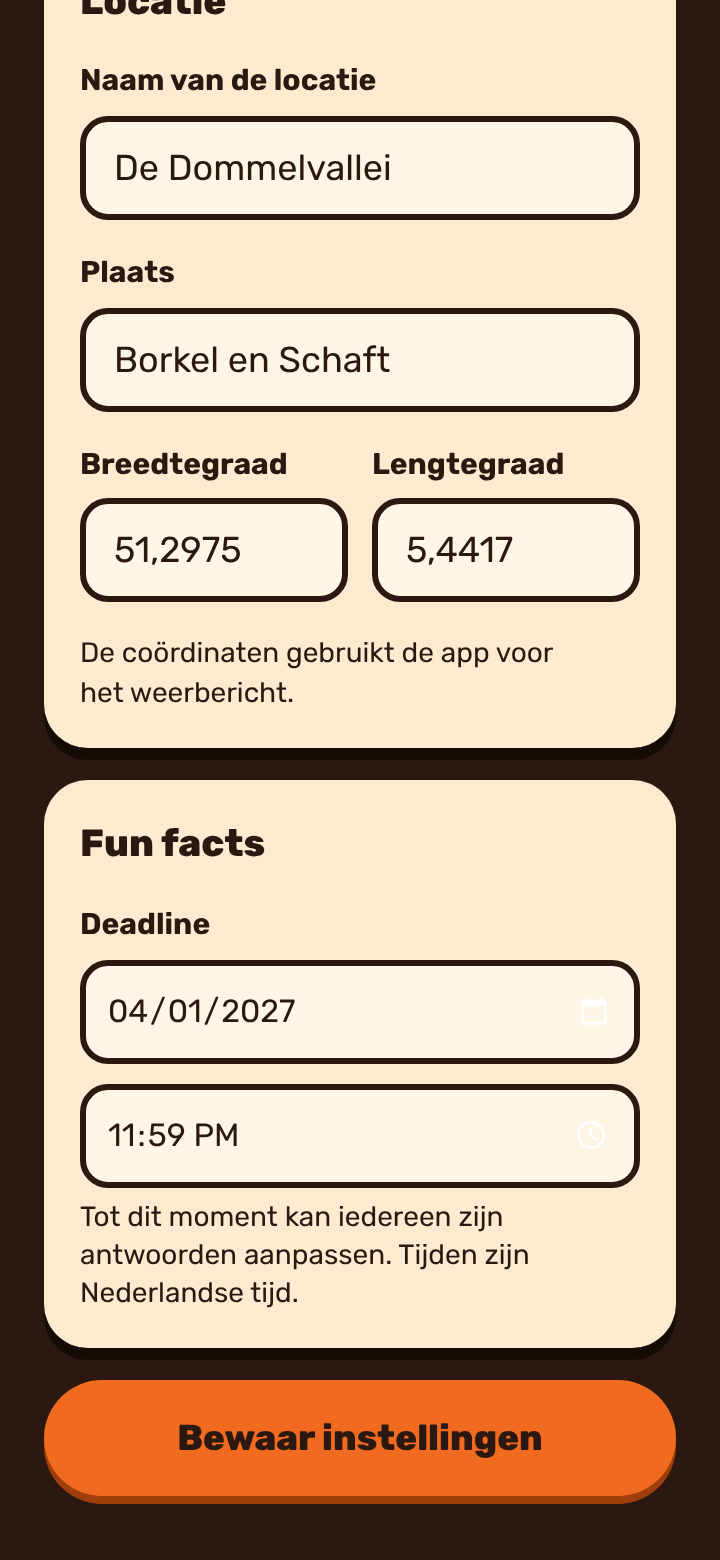 Locatie
Naam van de locatie
De Dommelvallei
Plaats
Borkel en Schaft
Breedtegraad
Lengtegraad
51,2975
5,4417
De coördinaten gebruikt de app voor
het weerbericht.
Fun facts
Deadline
04/01/2027
11:59 PM
Tot dit moment kan iedereen zijn
antwoorden aanpassen. Tijden zijn
Nederlandse tijd.
Bewaar instellingen